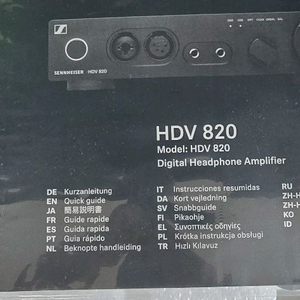 SENNHEISER HDV 820
HDV 820
Model: HDV 820
Digital Headphone Amplifier
DE Kurzanleitung
EN Quick guide
JA 簡易説明書
FR Guide rapide
ES Guida rapida
PT Guia rápido
NL Beknopte handleiding
IT Instrucciones resumidas
DA Kort vejledning
SV Snabbguide
FI Pikaohje
EL Συνοπτικές οδηγίες
PL Krótka instrukcja obsługi
TR Hızlı Kılavuz
RU
ZH-H
ZH-H
KO
ID